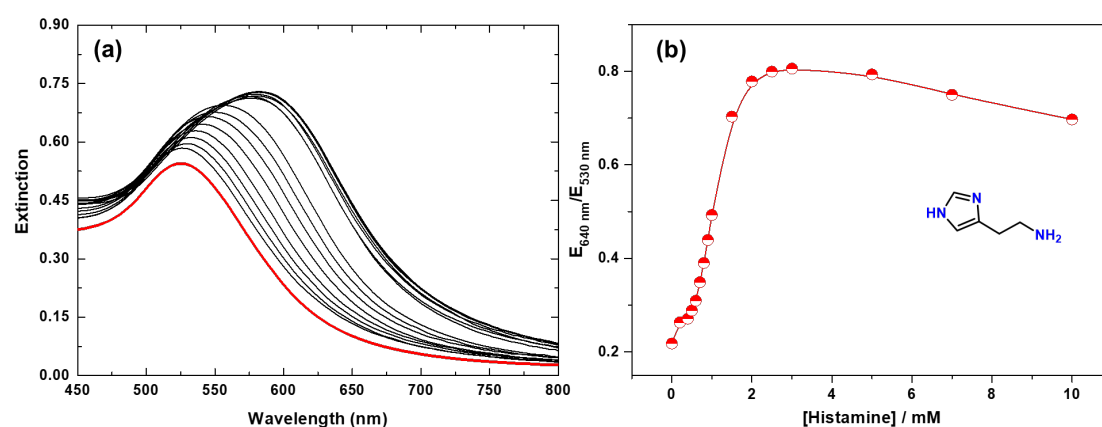 (a)
Extinction
0.90
0.75
0.60
0.45
0.30
0.15
0.00
450 500 550 600 650 700 750 800
Wavelength (nm)
(b)
E640 nm/E530 nm
0.8
0.6
0.4
0.2
HN
N
NH2
0 2 4 6 8 10
[Histamine] / mM